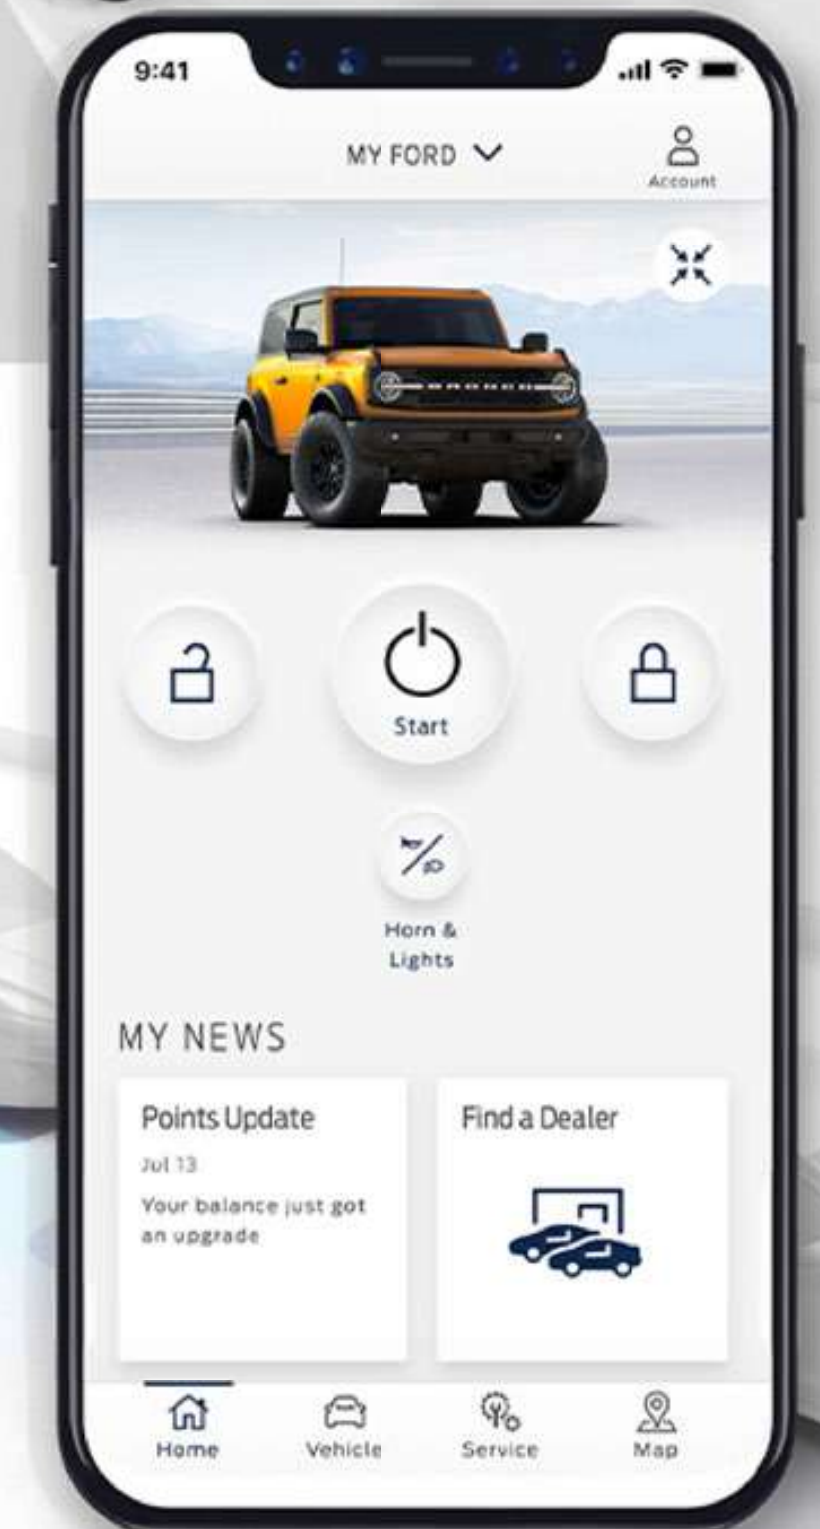 9:41
MY FORD
Account
BRONCO
Start
Horn &
Lights
MY NEWS
Points Update
Jul 13
Your balance just got
an upgrade
Find a Dealer
Home
Vehicle
Service
Map